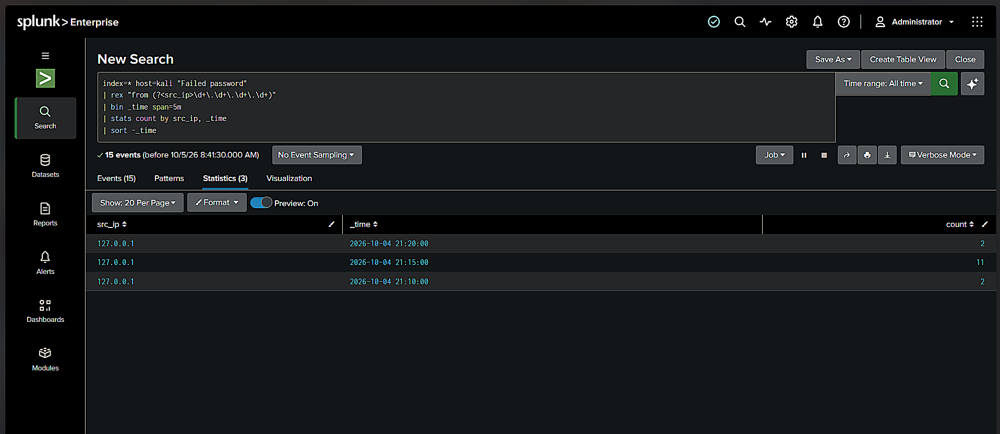 splunk> Enterprise
Administrator
New Search
Save As
Create Table View
Close
index=* host=kali "Failed password"
| rex "from (?<src_ip>\d+\.\d+\.\d+\.\d+)"
| bin _time span=5m
| stats count by src_ip, _time
| sort -_time
Time range: All time
Search
15 events (before 10/5/26 8:41:30.000 AM)
No Event Sampling
Job
Verbose Mode
Datasets
Events (15)
Patterns
Statistics (3)
Visualization
Show: 20 Per Page
Format
Preview: On
Reports
src_ip
_time
count
127.0.0.1 2026-10-04 21:20:00 2
127.0.0.1 2026-10-04 21:15:00 11
127.0.0.1 2026-10-04 21:10:00 2
Alerts
Dashboards
Modules